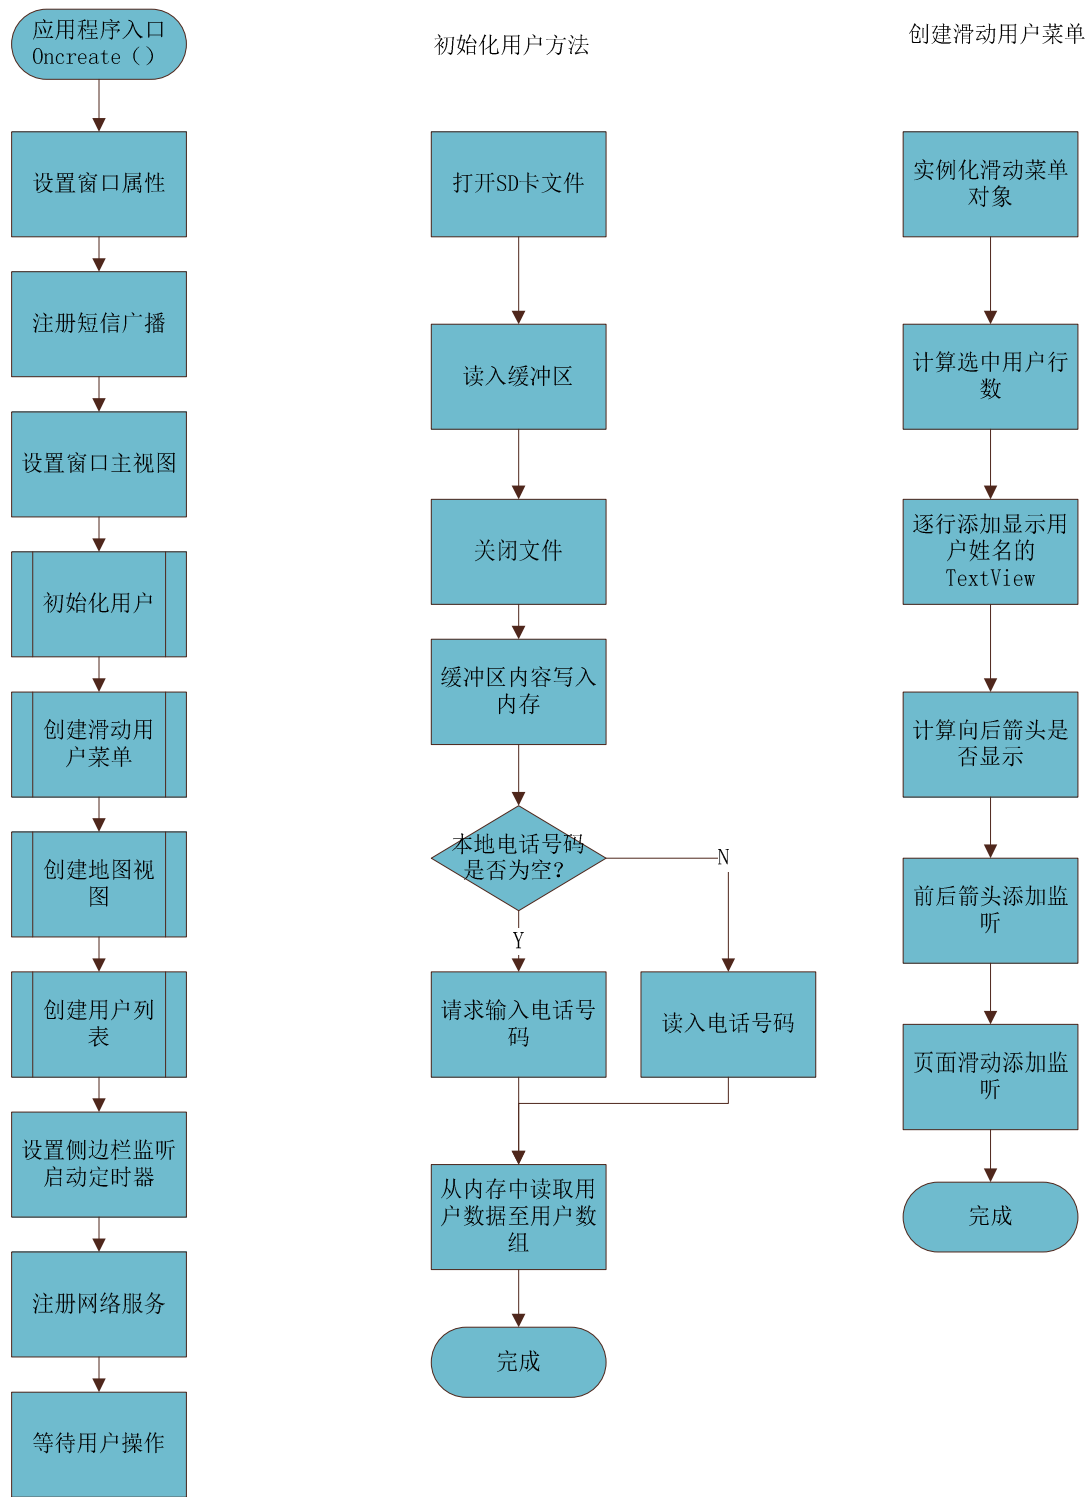 应用程序入口
Oncreate（）
设置窗口属性
注册短信广播
设置窗口主视图
初始化用户
创建滑动用
户菜单
创建地图视
图
创建用户列
表
设置侧边栏监听
启动定时器
注册网络服务
等待用户操作
初始化用户方法
打开SD卡文件
读入缓冲区
关闭文件
缓冲区内容写入
内存
本地电话号码
是否为空？
N
Y
请求输入电话号
码
读入电话号码
从内存中读取用
户数据至用户数
组
完成
创建滑动用户菜单
实例化滑动菜单
对象
计算选中用户行
数
逐行添加显示用
户姓名的
TextView
计算向后箭头是
否显示
前后箭头添加监
听
页面滑动添加监
听
完成